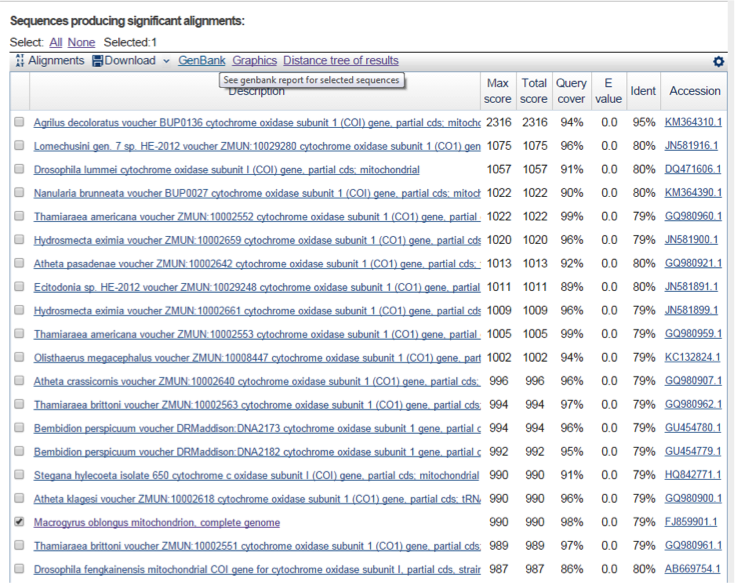 Sequences producing significant alignments:
Select: All None Selected:1
Alignments Download GenBank Graphics Distance tree of results
See genbank report for selected sequences
Description Max score Total score Query cover E value Ident Accession
Agrilus decoloratus voucher BUP0136 cytochrome oxidase subunit 1 (COI) gene, partial cds; mitochc 2316 2316 94% 0.0 95% KM364310.1
Lomechusini gen. 7 sp. HE-2012 voucher ZMUN:10029280 cytochrome oxidase subunit 1 (CO1) gen 1075 1075 96% 0.0 80% JN581916.1
Drosophila lummei cytochrome oxidase subunit I (COI) gene, partial cds; mitochondrial 1057 1057 91% 0.0 80% DQ471606.1
Nanularia brunneata voucher BUP0027 cytochrome oxidase subunit 1 (COI) gene, partial cds; mitoch 1022 1022 90% 0.0 80% KM364390.1
Thamiaraea americana voucher ZMUN:10002552 cytochrome oxidase subunit 1 (CO1) gene, partial 1022 1022 99% 0.0 79% GQ980960.1
Hydrosmecta eximia voucher ZMUN:10002659 cytochrome oxidase subunit 1 (CO1) gene, partial cds 1020 1020 96% 0.0 79% JN581900.1
Atheta pasadenae voucher ZMUN:10002642 cytochrome oxidase subunit 1 (CO1) gene, partial cds; 1013 1013 92% 0.0 80% GQ980921.1
Ecitodonia sp. HE-2012 voucher ZMUN:10029248 cytochrome oxidase subunit 1 (CO1) gene, partial 1011 1011 89% 0.0 80% JN581891.1
Hydrosmecta eximia voucher ZMUN:10002661 cytochrome oxidase subunit 1 (CO1) gene, partial cds 1009 1009 96% 0.0 79% JN581899.1
Thamiaraea americana voucher ZMUN:10002553 cytochrome oxidase subunit 1 (CO1) gene, partial 1005 1005 99% 0.0 79% GQ980959.1
Olisthaerus megacephalus voucher ZMUN:10008447 cytochrome oxidase subunit 1 (CO1) gene, part 1002 1002 94% 0.0 79% KC132824.1
Atheta crassicornis voucher ZMUN:10002640 cytochrome oxidase subunit 1 (CO1) gene, partial cds; 996 996 96% 0.0 79% GQ980907.1
Thamiaraea brittoni voucher ZMUN:10002563 cytochrome oxidase subunit 1 (CO1) gene, partial cds; 994 994 97% 0.0 79% GQ980962.1
Bembidion perspicuum voucher DRMaddison:DNA2173 cytochrome oxidase subunit 1 gene, partial c 994 994 96% 0.0 79% GU454780.1
Bembidion perspicuum voucher DRMaddison:DNA2182 cytochrome oxidase subunit 1 gene, partial c 992 992 95% 0.0 79% GU454779.1
Stegana hylecoeta isolate 650 cytochrome c oxidase subunit I (COI) gene, partial cds; mitochondrial 990 990 91% 0.0 79% HQ842771.1
Atheta klagesi voucher ZMUN:10002618 cytochrome oxidase subunit 1 (CO1) gene, partial cds; tRN 990 990 96% 0.0 79% GQ980900.1
Macrogyrus oblongus mitochondrion, complete genome 990 990 98% 0.0 79% FJ859901.1
Thamiaraea brittoni voucher ZMUN:10002551 cytochrome oxidase subunit 1 (CO1) gene, partial cds; 989 989 97% 0.0 79% GQ980961.1
Drosophila fengkainensis mitochondrial COI gene for cytochrome oxidase subunit I, partial cds, strair 987 987 86% 0.0 80% AB669754.1